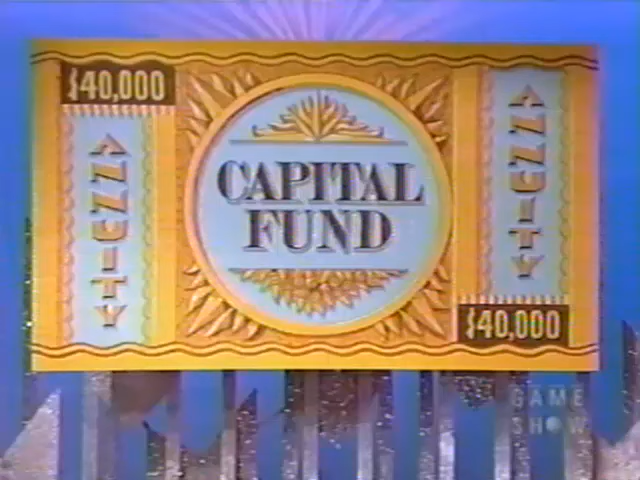 $40,000
ANNUITY
CAPITAL
FUND
ANNUITY
$40,000
GAME
SHOW